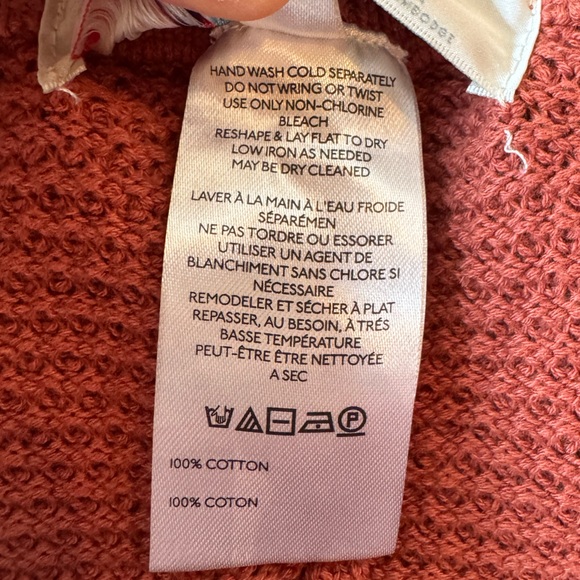 HAND WASH COLD SEPARATELY
DO NOT WRING OR TWIST
USE ONLY NON-CHLORINE
BLEACH
RESHAPE & LAY FLAT TO DRY
LOW IRON AS NEEDED
MAY BE DRY CLEANED
LAVER À LA MAIN À L'EAU FROIDE
SÉPARÉMEN
NE PAS TORDRE OU ESSORER
UTILISER UN AGENT DE
BLANCHIMENT SANS CHLORE SI
NÉCESSAIRE
REMODELER ET SÉCHER À PLAT
REPASSER, AU BESOIN, À TRÉS
BASSE TEMPÉRATURE
PEUT-ÊTRE ÊTRE NETTOYÉE
A SEC
P
100% COTTON
100% COTON